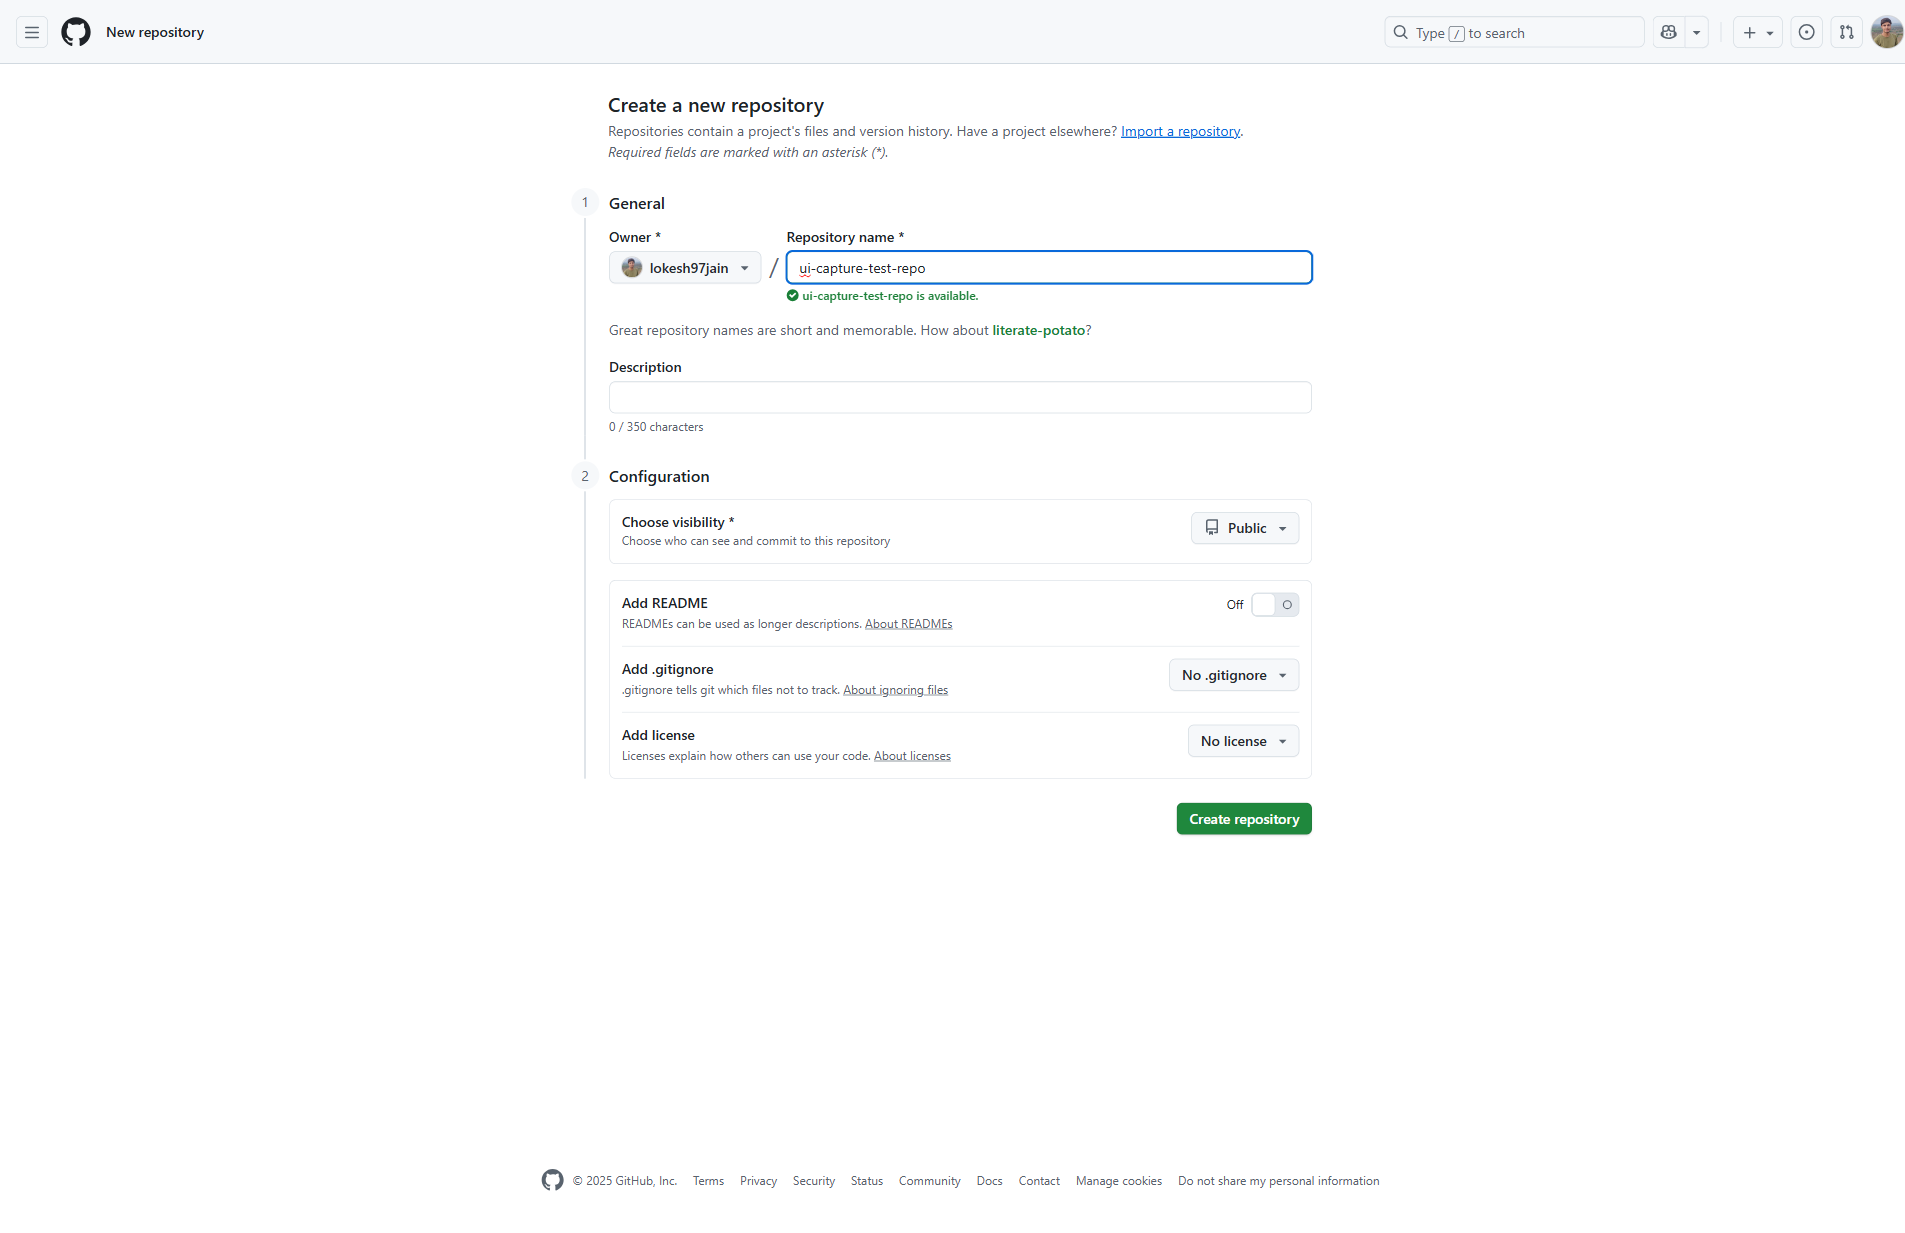 New repository
Type / to search
Create a new repository
Repositories contain a project's files and version history. Have a project elsewhere? Import a repository.
Required fields are marked with an asterisk (*).
1 General
Owner * Repository name *
lokesh97jain / ui-capture-test-repo
ui-capture-test-repo is available.
Great repository names are short and memorable. How about literate-potato?
Description
0 / 350 characters
2 Configuration
Choose visibility *
Choose who can see and commit to this repository
Public
Add README
READMEs can be used as longer descriptions. About READMEs
Off
Add .gitignore
.gitignore tells git which files not to track. About ignoring files
No .gitignore
Add license
Licenses explain how others can use your code. About licenses
No license
Create repository
© 2025 GitHub, Inc. Terms Privacy Security Status Community Docs Contact Manage cookies Do not share my personal information